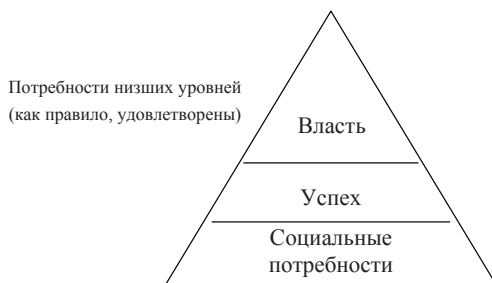 Потребности низших уровней
(как правило, удовлетворены)
Власть
Успех
Социальные
потребности